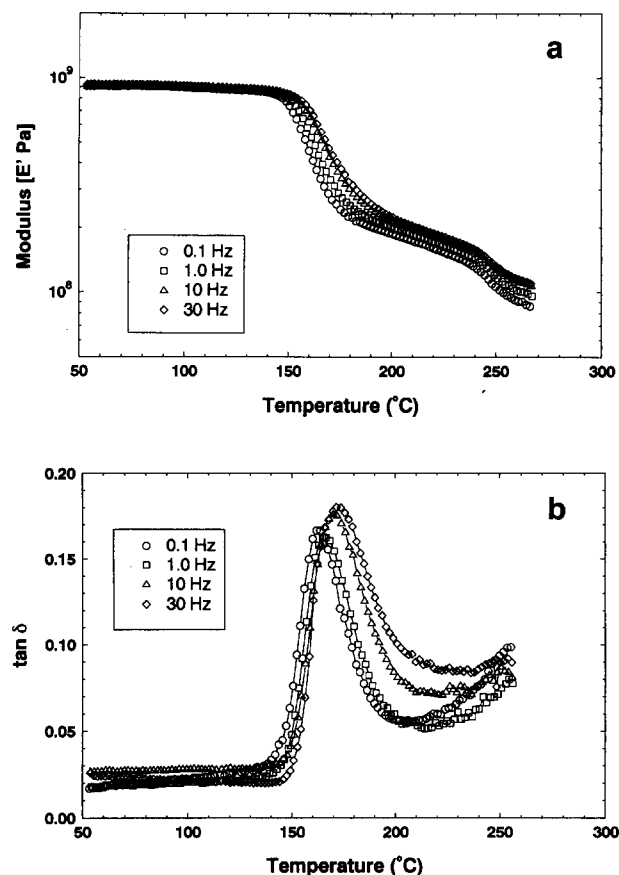 a
10⁹
10⁸
Modulus [E' Pa]
○ 0.1 Hz
□ 1.0 Hz
△ 10 Hz
◇ 30 Hz
50 100 150 200 250 300
Temperature (°C)
b
0.20
0.15
0.10
0.05
0.00
tan δ
○ 0.1 Hz
□ 1.0 Hz
△ 10 Hz
◇ 30 Hz
50 100 150 200 250 300
Temperature (°C)